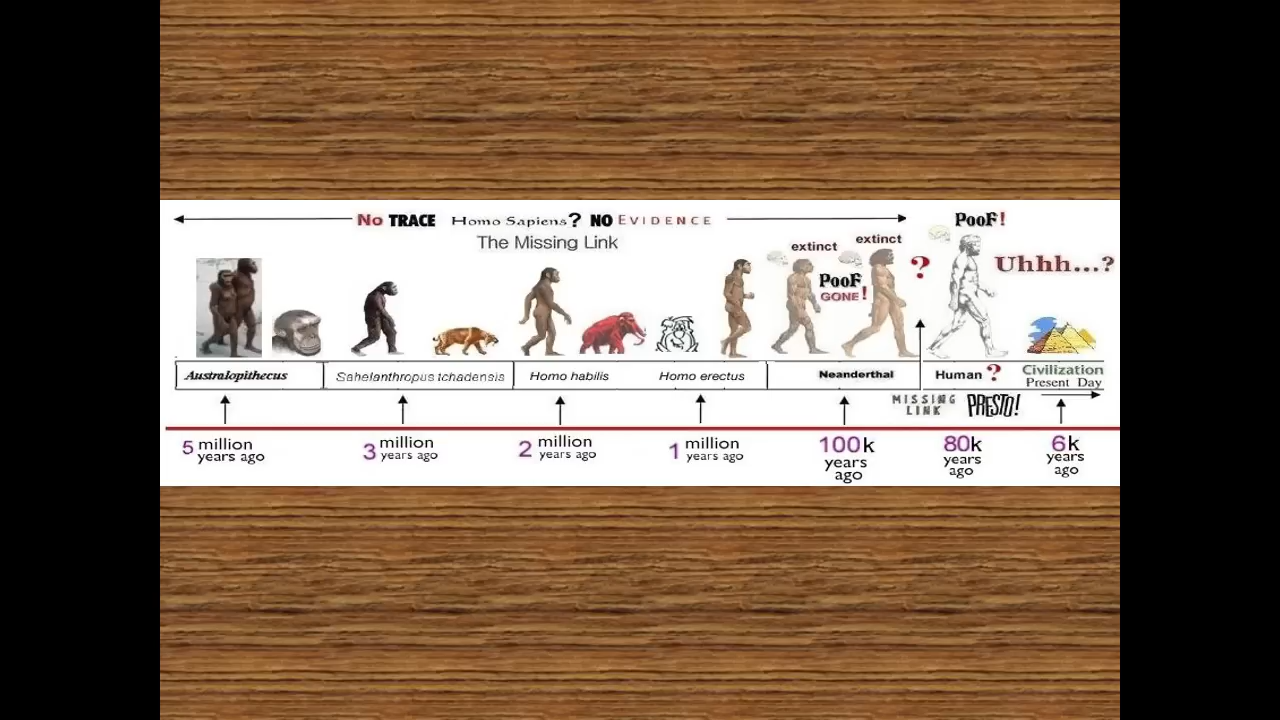 No TRACE Homo Sapiens? NO EVIDENCE
The Missing Link
PooF!
extinct
extinct
PooF
GONE!
?
Uhhh...?
Australopithecus
Sahelanthropus tchadensis
Homo habilis
Homo erectus
Neanderthal
Human ?
Civilization
Present Day
MISSING
LINK
PRESTO!
5 million
years ago
3 million
years ago
2 million
years ago
1 million
years ago
100k
years
ago
80k
years
ago
6k
years
ago